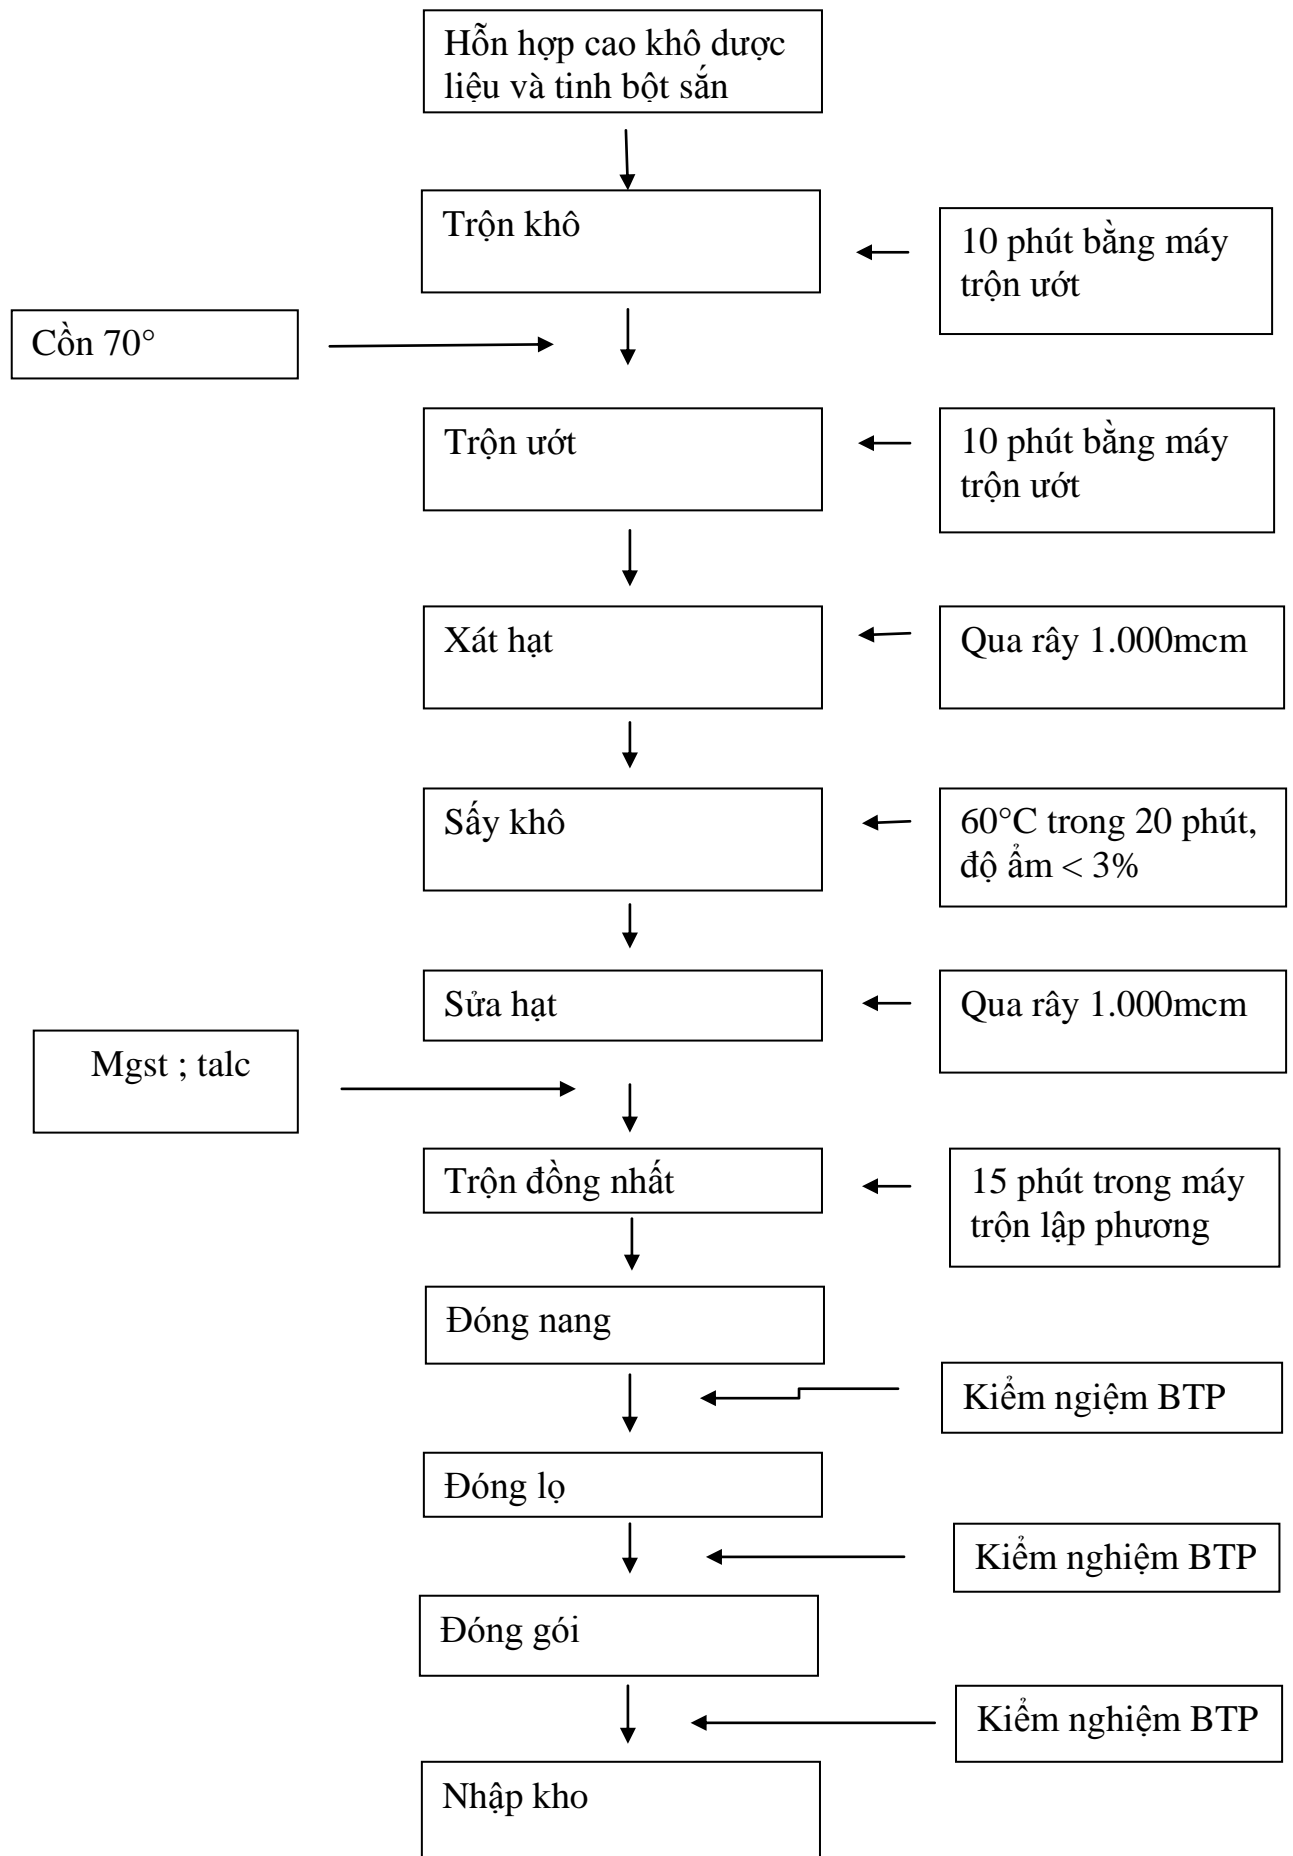 Hỗn hợp cao khô dược
liệu và tinh bột sắn
Trộn khô
10 phút bằng máy
trộn ướt
Cồn 70°
Trộn ướt
10 phút bằng máy
trộn ướt
Xát hạt
Qua rây 1.000mcm
Sấy khô
60°C trong 20 phút,
độ ẩm < 3%
Sửa hạt
Qua rây 1.000mcm
Mgst ; talc
Trộn đồng nhất
15 phút trong máy
trộn lập phương
Đóng nang
Kiểm ngiệm BTP
Đóng lọ
Kiểm nghiệm BTP
Đóng gói
Kiểm nghiệm BTP
Nhập kho